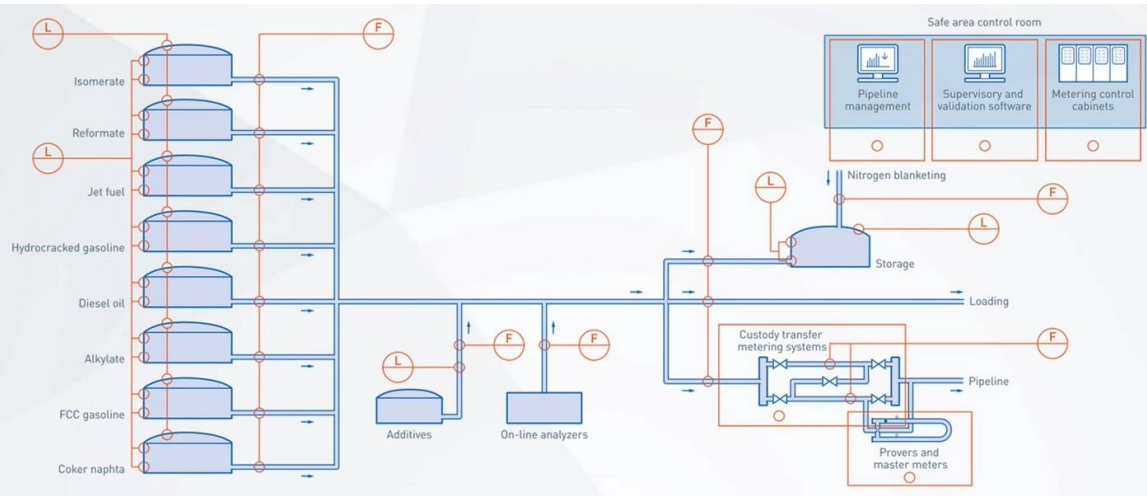 L
F
Safe area control room
Pipeline
management
Supervisory and
validation software
Metering control
cabinets
Isomerate
Reformate
L
Jet fuel
Hydrocracked gasoline
Diesel oil
Alkylate
FCC gasoline
Coker naphta
F
L
Nitrogen blanketing
F
L
Storage
Loading
L
F
F
Additives
On-line analyzers
Custody transfer
metering systems
F
Pipeline
Provers and
master meters